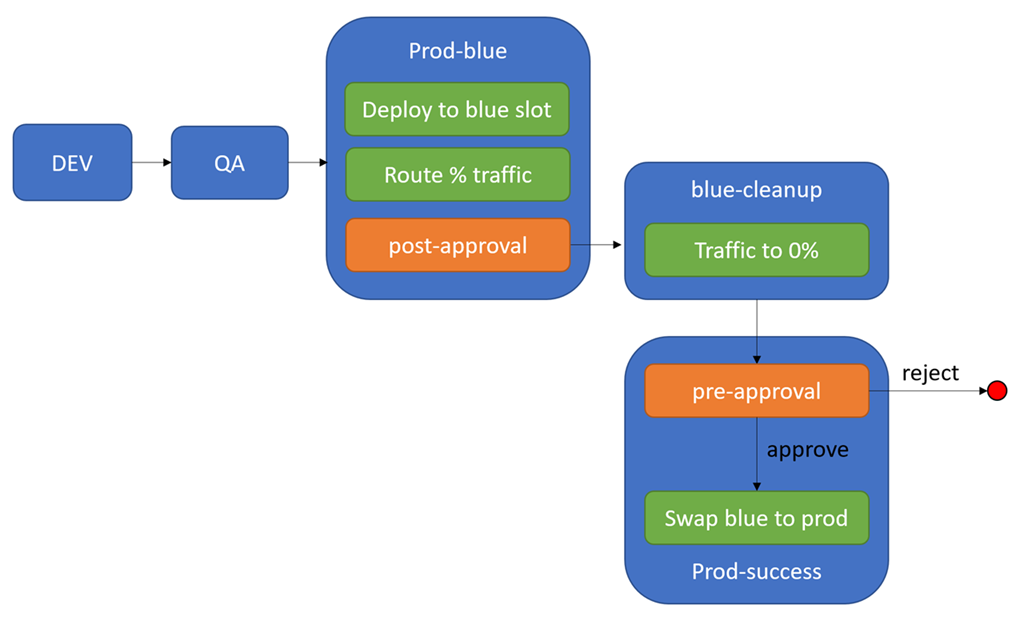 DEV
QA
Prod-blue
Deploy to blue slot
Route % traffic
post-approval
blue-cleanup
Traffic to 0%
pre-approval
reject
approve
Swap blue to prod
Prod-success